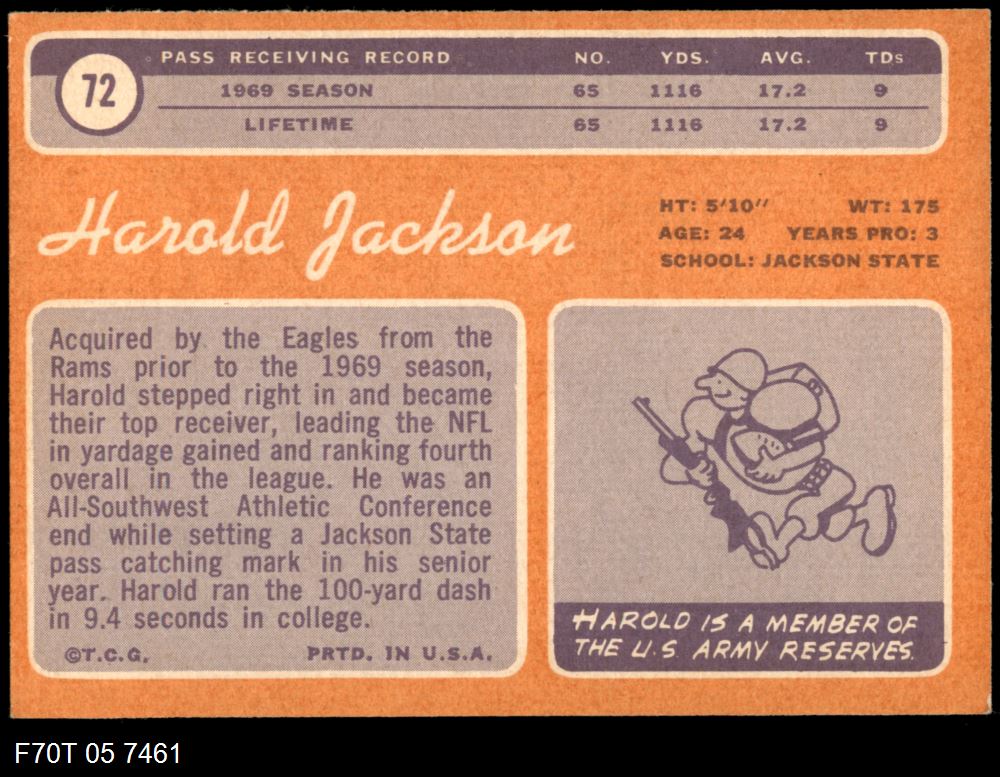 72
PASS RECEIVING RECORD NO. YDS. AVG. TDs
1969 SEASON 65 1116 17.2 9
LIFETIME 65 1116 17.2 9
Harold Jackson
HT: 5'10" WT: 175
AGE: 24 YEARS PRO: 3
SCHOOL: JACKSON STATE
Acquired by the Eagles from the
Rams prior to the 1969 season,
Harold stepped right in and became
their top receiver, leading the NFL
in yardage gained and ranking fourth
overall in the league. He was an
All-Southwest Athletic Conference
end while setting a Jackson State
pass catching mark in his senior
year. Harold ran the 100-yard dash
in 9.4 seconds in college.
©T.C.G. PRTD. IN U.S.A.
HAROLD IS A MEMBER OF
THE U.S ARMY RESERVES.
F70T 05 7461